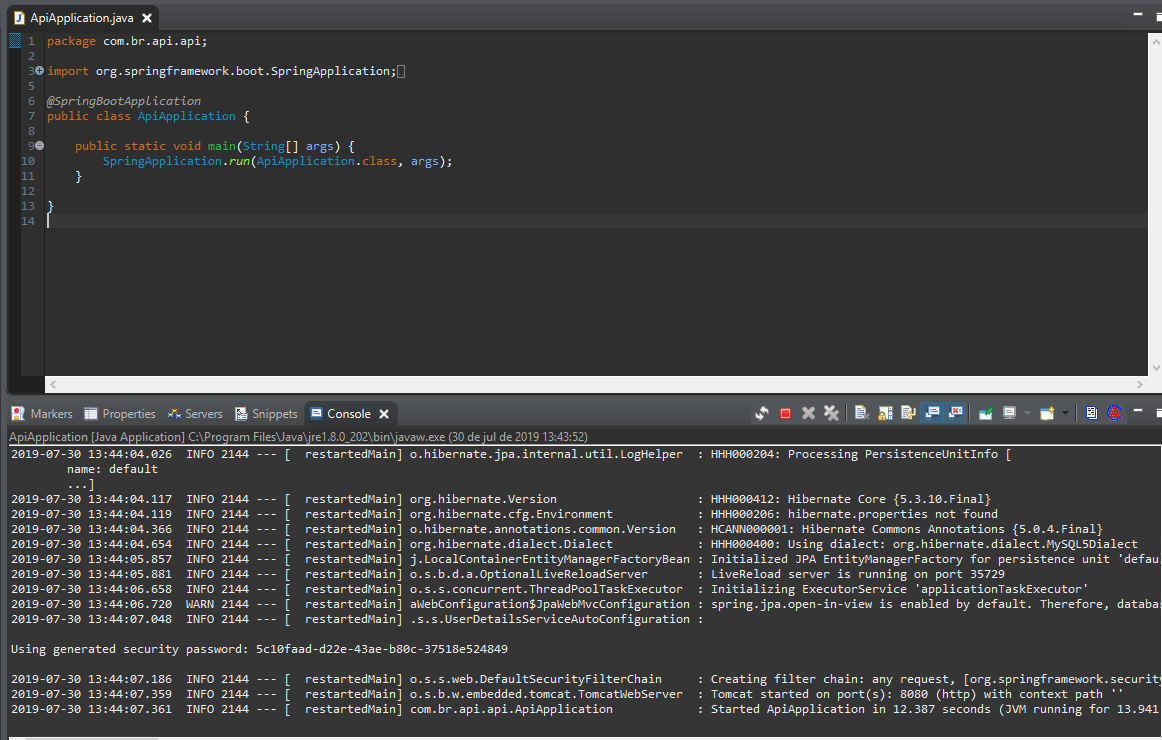 ApiApplication.java
1 package com.br.api.api;
2
3 import org.springframework.boot.SpringApplication;
5
6 @SpringBootApplication
7 public class ApiApplication {
8
9 public static void main(String[] args) {
10 SpringApplication.run(ApiApplication.class, args);
11 }
12
13 }
14
Markers Properties Servers Snippets Console
ApiApplication [Java Application] C:\Program Files\Java\jre1.8.0_202\bin\javaw.exe (30 de jul de 2019 13:43:52)
2019-07-30 13:44:04.026 INFO 2144 --- [ restartedMain] o.hibernate.jpa.internal.util.LogHelper : HHH000204: Processing PersistenceUnitInfo [
name: default
...]
2019-07-30 13:44:04.117 INFO 2144 --- [ restartedMain] org.hibernate.Version : HHH000412: Hibernate Core {5.3.10.Final}
2019-07-30 13:44:04.119 INFO 2144 --- [ restartedMain] org.hibernate.cfg.Environment : HHH000206: hibernate.properties not found
2019-07-30 13:44:04.366 INFO 2144 --- [ restartedMain] o.hibernate.annotations.common.Version : HCANN000001: Hibernate Commons Annotations {5.0.4.Final}
2019-07-30 13:44:04.654 INFO 2144 --- [ restartedMain] org.hibernate.dialect.Dialect : HHH000400: Using dialect: org.hibernate.dialect.MySQL5Dialect
2019-07-30 13:44:05.857 INFO 2144 --- [ restartedMain] j.LocalContainerEntityManagerFactoryBean : Initialized JPA EntityManagerFactory for persistence unit 'defau
2019-07-30 13:44:05.881 INFO 2144 --- [ restartedMain] o.s.b.d.a.OptionalLiveReloadServer : LiveReload server is running on port 35729
2019-07-30 13:44:06.658 INFO 2144 --- [ restartedMain] o.s.s.concurrent.ThreadPoolTaskExecutor : Initializing ExecutorService 'applicationTaskExecutor'
2019-07-30 13:44:06.720 WARN 2144 --- [ restartedMain] aWebConfiguration$JpaWebMvcConfiguration : spring.jpa.open-in-view is enabled by default. Therefore, databas
2019-07-30 13:44:07.048 INFO 2144 --- [ restartedMain] .s.s.UserDetailsServiceAutoConfiguration :
Using generated security password: 5c10faad-d22e-43ae-b80c-37518e524849
2019-07-30 13:44:07.186 INFO 2144 --- [ restartedMain] o.s.s.web.DefaultSecurityFilterChain : Creating filter chain: any request, [org.springframework.security
2019-07-30 13:44:07.359 INFO 2144 --- [ restartedMain] o.s.b.w.embedded.tomcat.TomcatWebServer : Tomcat started on port(s): 8080 (http) with context path ''
2019-07-30 13:44:07.361 INFO 2144 --- [ restartedMain] com.br.api.api.ApiApplication : Started ApiApplication in 12.387 seconds (JVM running for 13.941